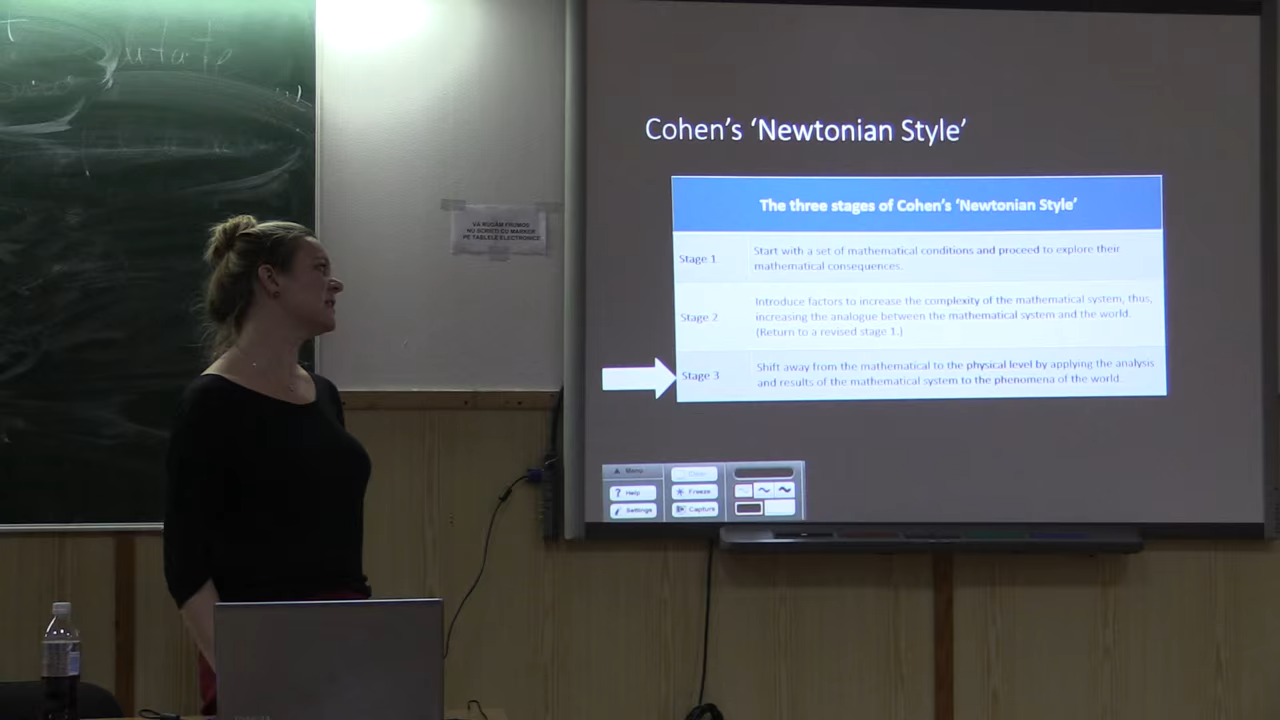 Cohen's 'Newtonian Style'
The three stages of Cohen's 'Newtonian Style'
Stage 1
Start with a set of mathematical conditions and proceed to explore their
mathematical consequences.
Stage 2
Introduce factors to increase the complexity of the mathematical system, thus,
increasing the analogue between the mathematical system and the world.
(Return to a revised stage 1.)
Stage 3
Shift away from the mathematical to the physical level by applying the analysis
and results of the mathematical system to the phenomena of the world.
VĂ RUGĂM FRUMOS
NU SCRIEȚI CU MARKER
PE TABLELE ELECTRONICE
Menu
Clear
? Help
Freeze
Settings
Capture